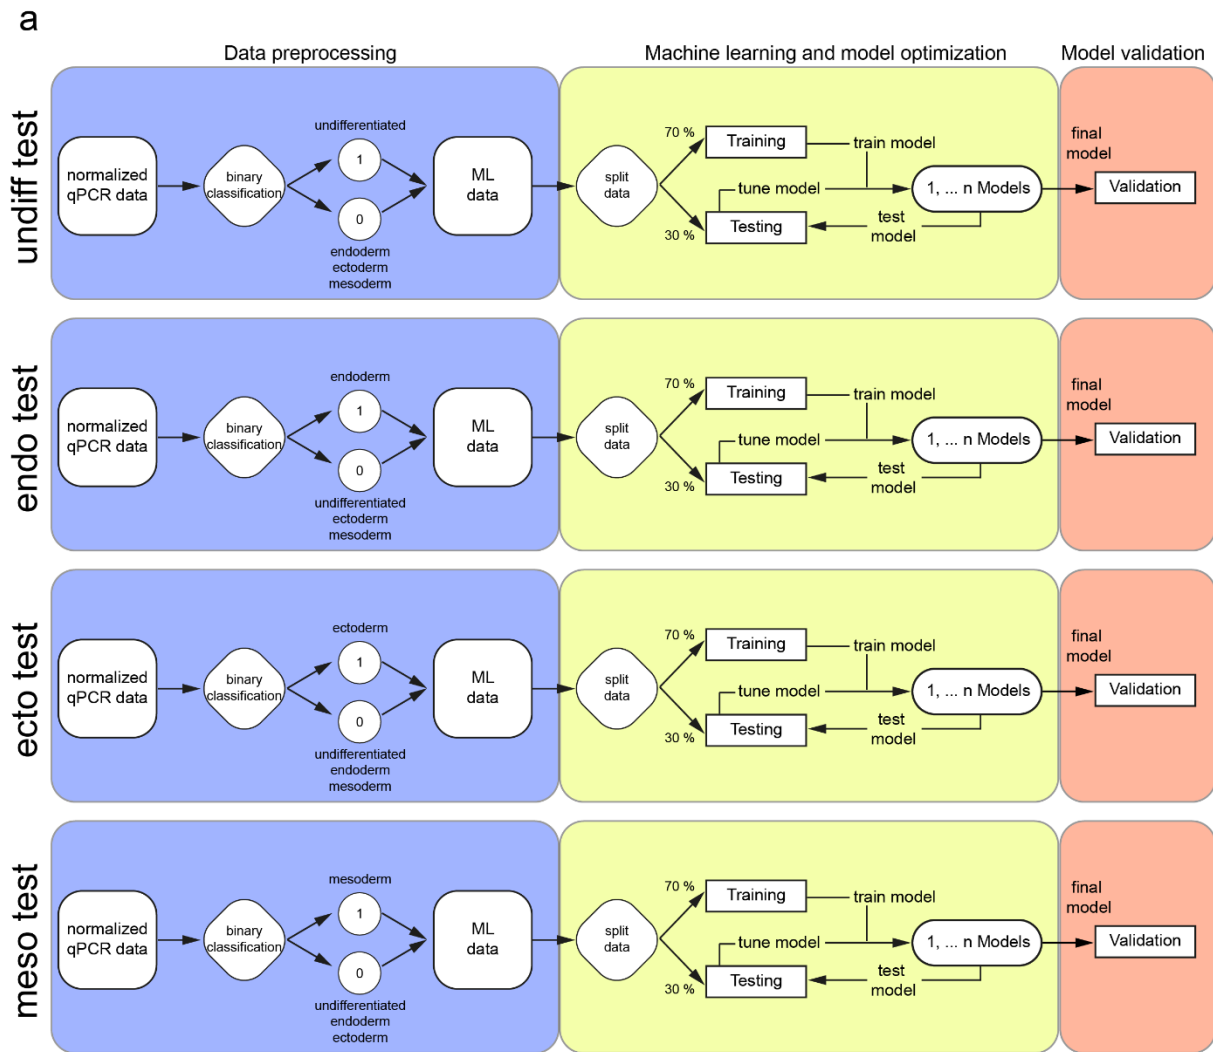 a
Data preprocessing
Machine learning and model optimization
Model validation
undiff test
normalized
qPCR data
binary
classification
undifferentiated
1
0
endoderm
ectoderm
mesoderm
ML
data
split
data
70 %
30 %
Training
Testing
train model
tune model
test
model
1, ... n Models
final
model
Validation
endo test
normalized
qPCR data
binary
classification
endoderm
1
0
undifferentiated
ectoderm
mesoderm
ML
data
split
data
70 %
30 %
Training
Testing
train model
tune model
test
model
1, ... n Models
final
model
Validation
ecto test
normalized
qPCR data
binary
classification
ectoderm
1
0
undifferentiated
endoderm
mesoderm
ML
data
split
data
70 %
30 %
Training
Testing
train model
tune model
test
model
1, ... n Models
final
model
Validation
meso test
normalized
qPCR data
binary
classification
mesoderm
1
0
undifferentiated
endoderm
ectoderm
ML
data
split
data
70 %
30 %
Training
Testing
train model
tune model
test
model
1, ... n Models
final
model
Validation